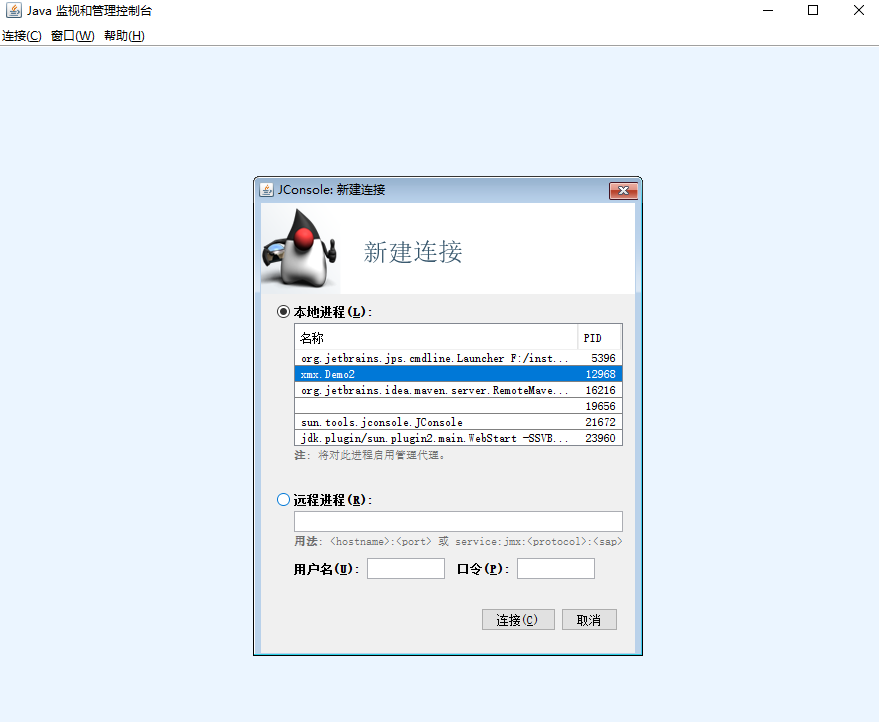 Java 监视和管理控制台
连接(C) 窗口(W) 帮助(H)
JConsole: 新建连接
新建连接
本地进程(L):
名称 PID
org.jetbrains.jps.cmdline.Launcher F:/inst... 5396
xmx.Demo2 12968
org.jetbrains.idea.maven.server.RemoteMave... 16216
19656
sun.tools.jconsole.JConsole 21672
jdk.plugin/sun.plugin2.main.WebStart -SSVB... 23960
注: 将对此进程启用管理代理。
远程进程(R):
用法: <hostname>:<port> 或 service:jmx:<protocol>:<sap>
用户名(U): 口令(P):
连接(C) 取消